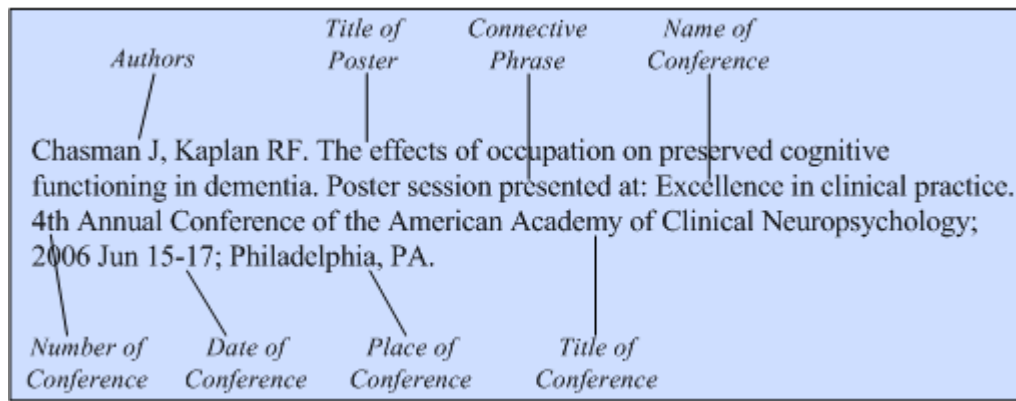 Authors
Title of
Poster
Connective
Phrase
Name of
Conference
Chasman J, Kaplan RF. The effects of occupation on preserved cognitive
functioning in dementia. Poster session presented at: Excellence in clinical practice.
4th Annual Conference of the American Academy of Clinical Neuropsychology;
2006 Jun 15-17; Philadelphia, PA.
Number of
Conference
Date of
Conference
Place of
Conference
Title of
Conference